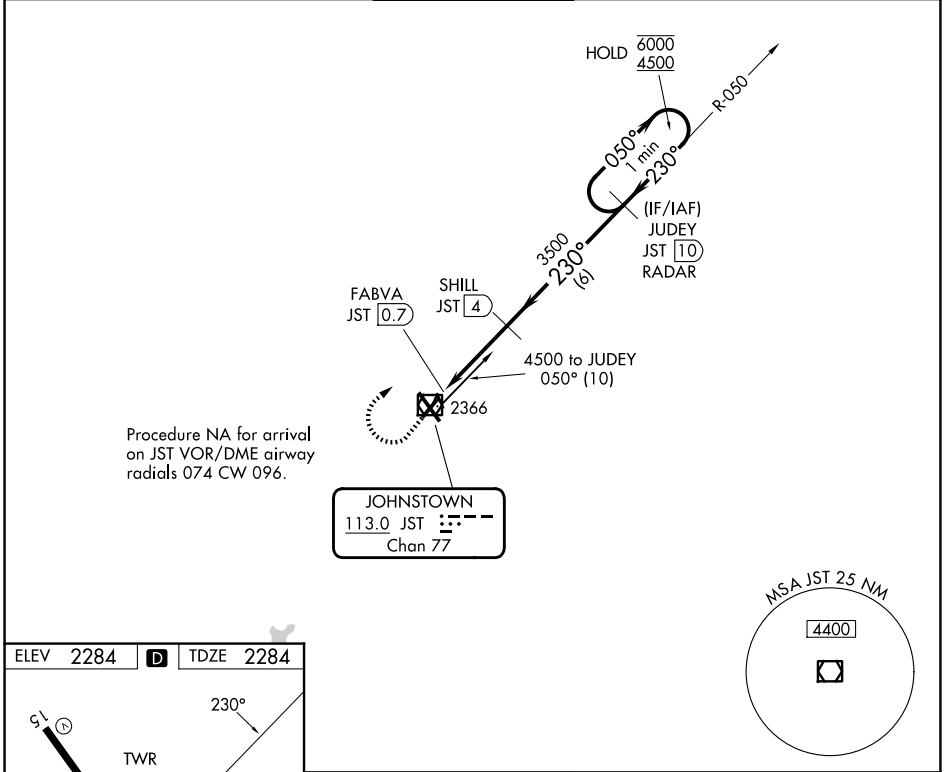 HOLD 6000
4500
R-050
050°
1 min
230°
(IF/IAF)
JUDEY
JST 10
RADAR
3500
230°
(6)
SHILL
JST 4
FABVA
JST 0.7
4500 to JUDEY
050° (10)
2366
Procedure NA for arrival
on JST VOR/DME airway
radials 074 CW 096.
JOHNSTOWN
113.0 JST
Chan 77
MSA JST 25 NM
4400
ELEV 2284 D TDZE 2284
230°
15 V
TWR